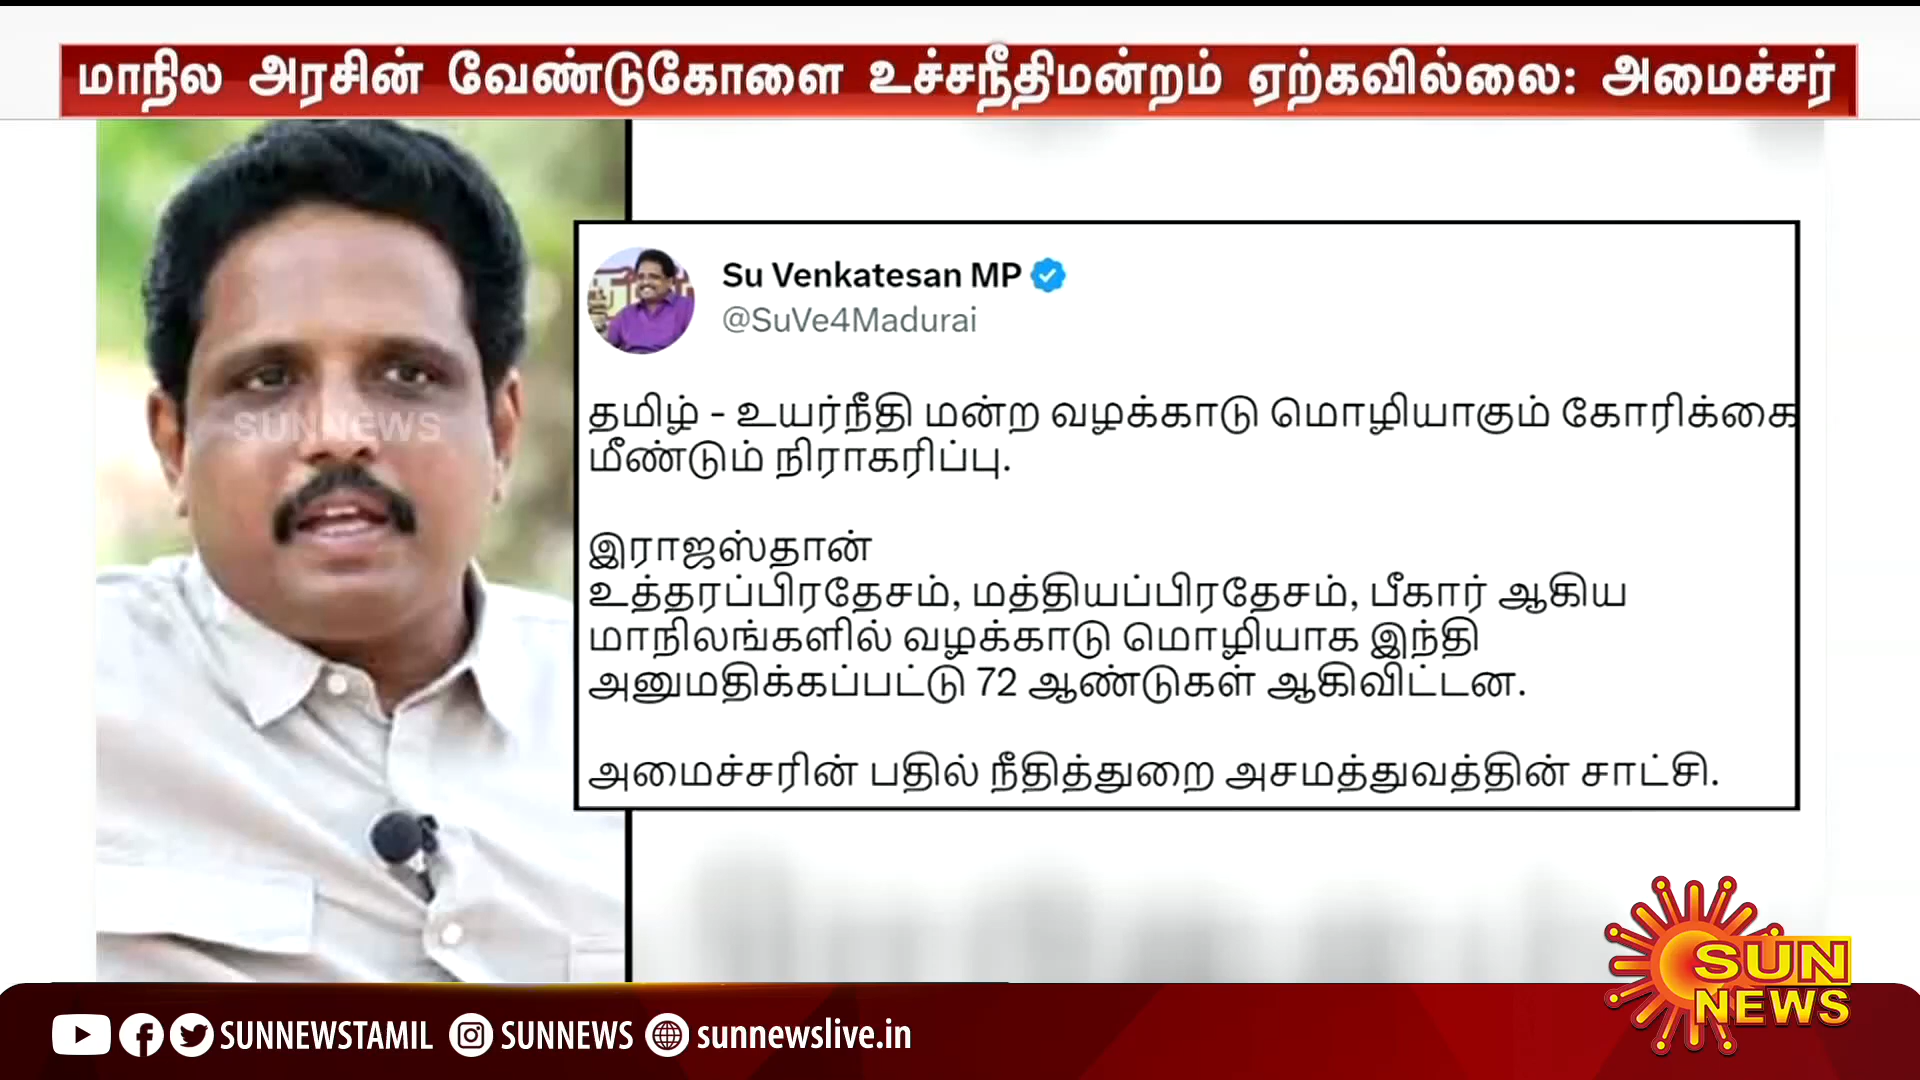 மாநில அரசின் வேண்டுகோளை உச்சநீதிமன்றம் ஏற்கவில்லை: அமைச்சர்
SUNNEWS
Su Venkatesan MP
@SuVe4Madurai
தமிழ் - உயர்நீதி மன்ற வழக்காடு மொழியாகும் கோரிக்கை
மீண்டும் நிராகரிப்பு.
இராஜஸ்தான்
உத்தரப்பிரதேசம், மத்தியப்பிரதேசம், பீகார் ஆகிய
மாநிலங்களில் வழக்காடு மொழியாக இந்தி
அனுமதிக்கப்பட்டு 72 ஆண்டுகள் ஆகிவிட்டன.
அமைச்சரின் பதில் நீதித்துறை அசமத்துவத்தின் சாட்சி.
SUN
NEWS
SUNNEWSTAMIL SUNNEWS sunnewslive.in